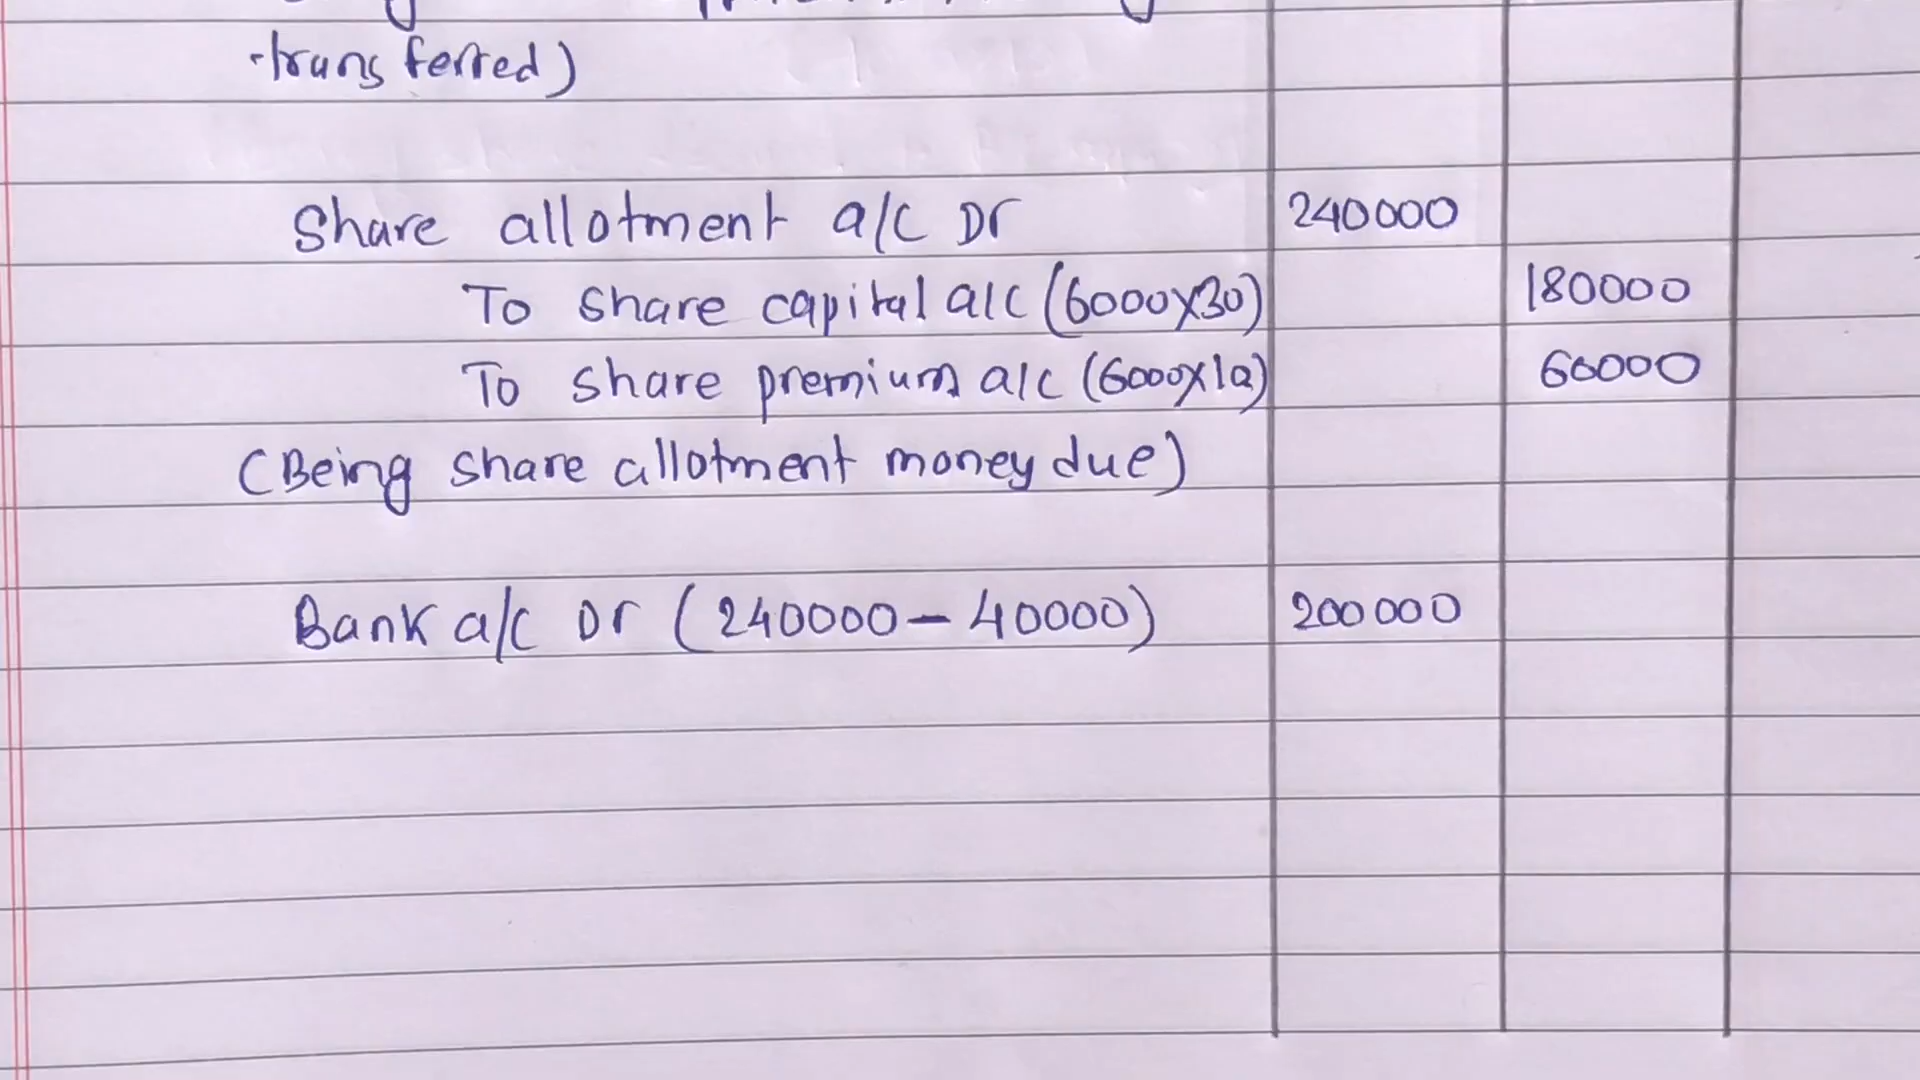 transferred)
Share allotment a/c Dr 240000
To share capital a/c (6000x30) 180000
To share premium a/c (6000x10) 60000
(Being share allotment money due)
Bank a/c Dr (240000-40000) 200000